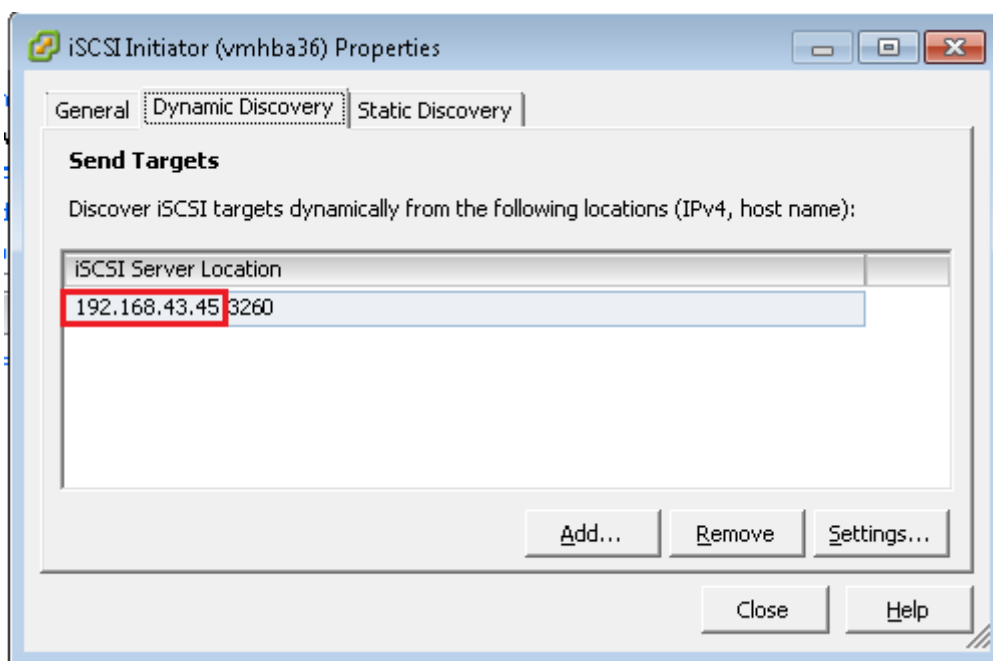 iSCSI Initiator (vmhba36) Properties
General Dynamic Discovery Static Discovery
Send Targets
Discover iSCSI targets dynamically from the following locations (IPv4, host name):
iSCSI Server Location
192.168.43.45:3260
Add... Remove Settings...
Close Help